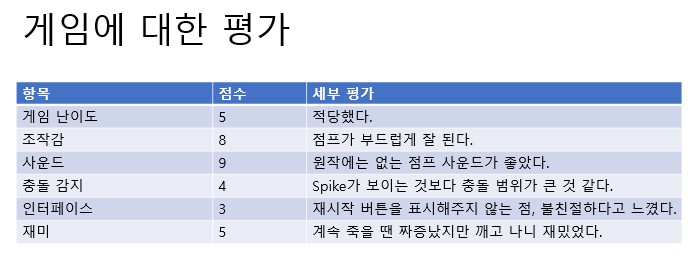 게임에 대한 평가
항목 점수 세부 평가
게임 난이도 5 적당했다.
조작감 8 점프가 부드럽게 잘 된다.
사운드 9 원작에는 없는 점프 사운드가 좋았다.
충돌 감지 4 Spike가 보이는 것보다 충돌 범위가 큰 것 같다.
인터페이스 3 재시작 버튼을 표시해주지 않는 점, 불친절하다고 느꼈다.
재미 5 계속 죽을 땐 짜증났지만 깨고 나니 재밌었다.